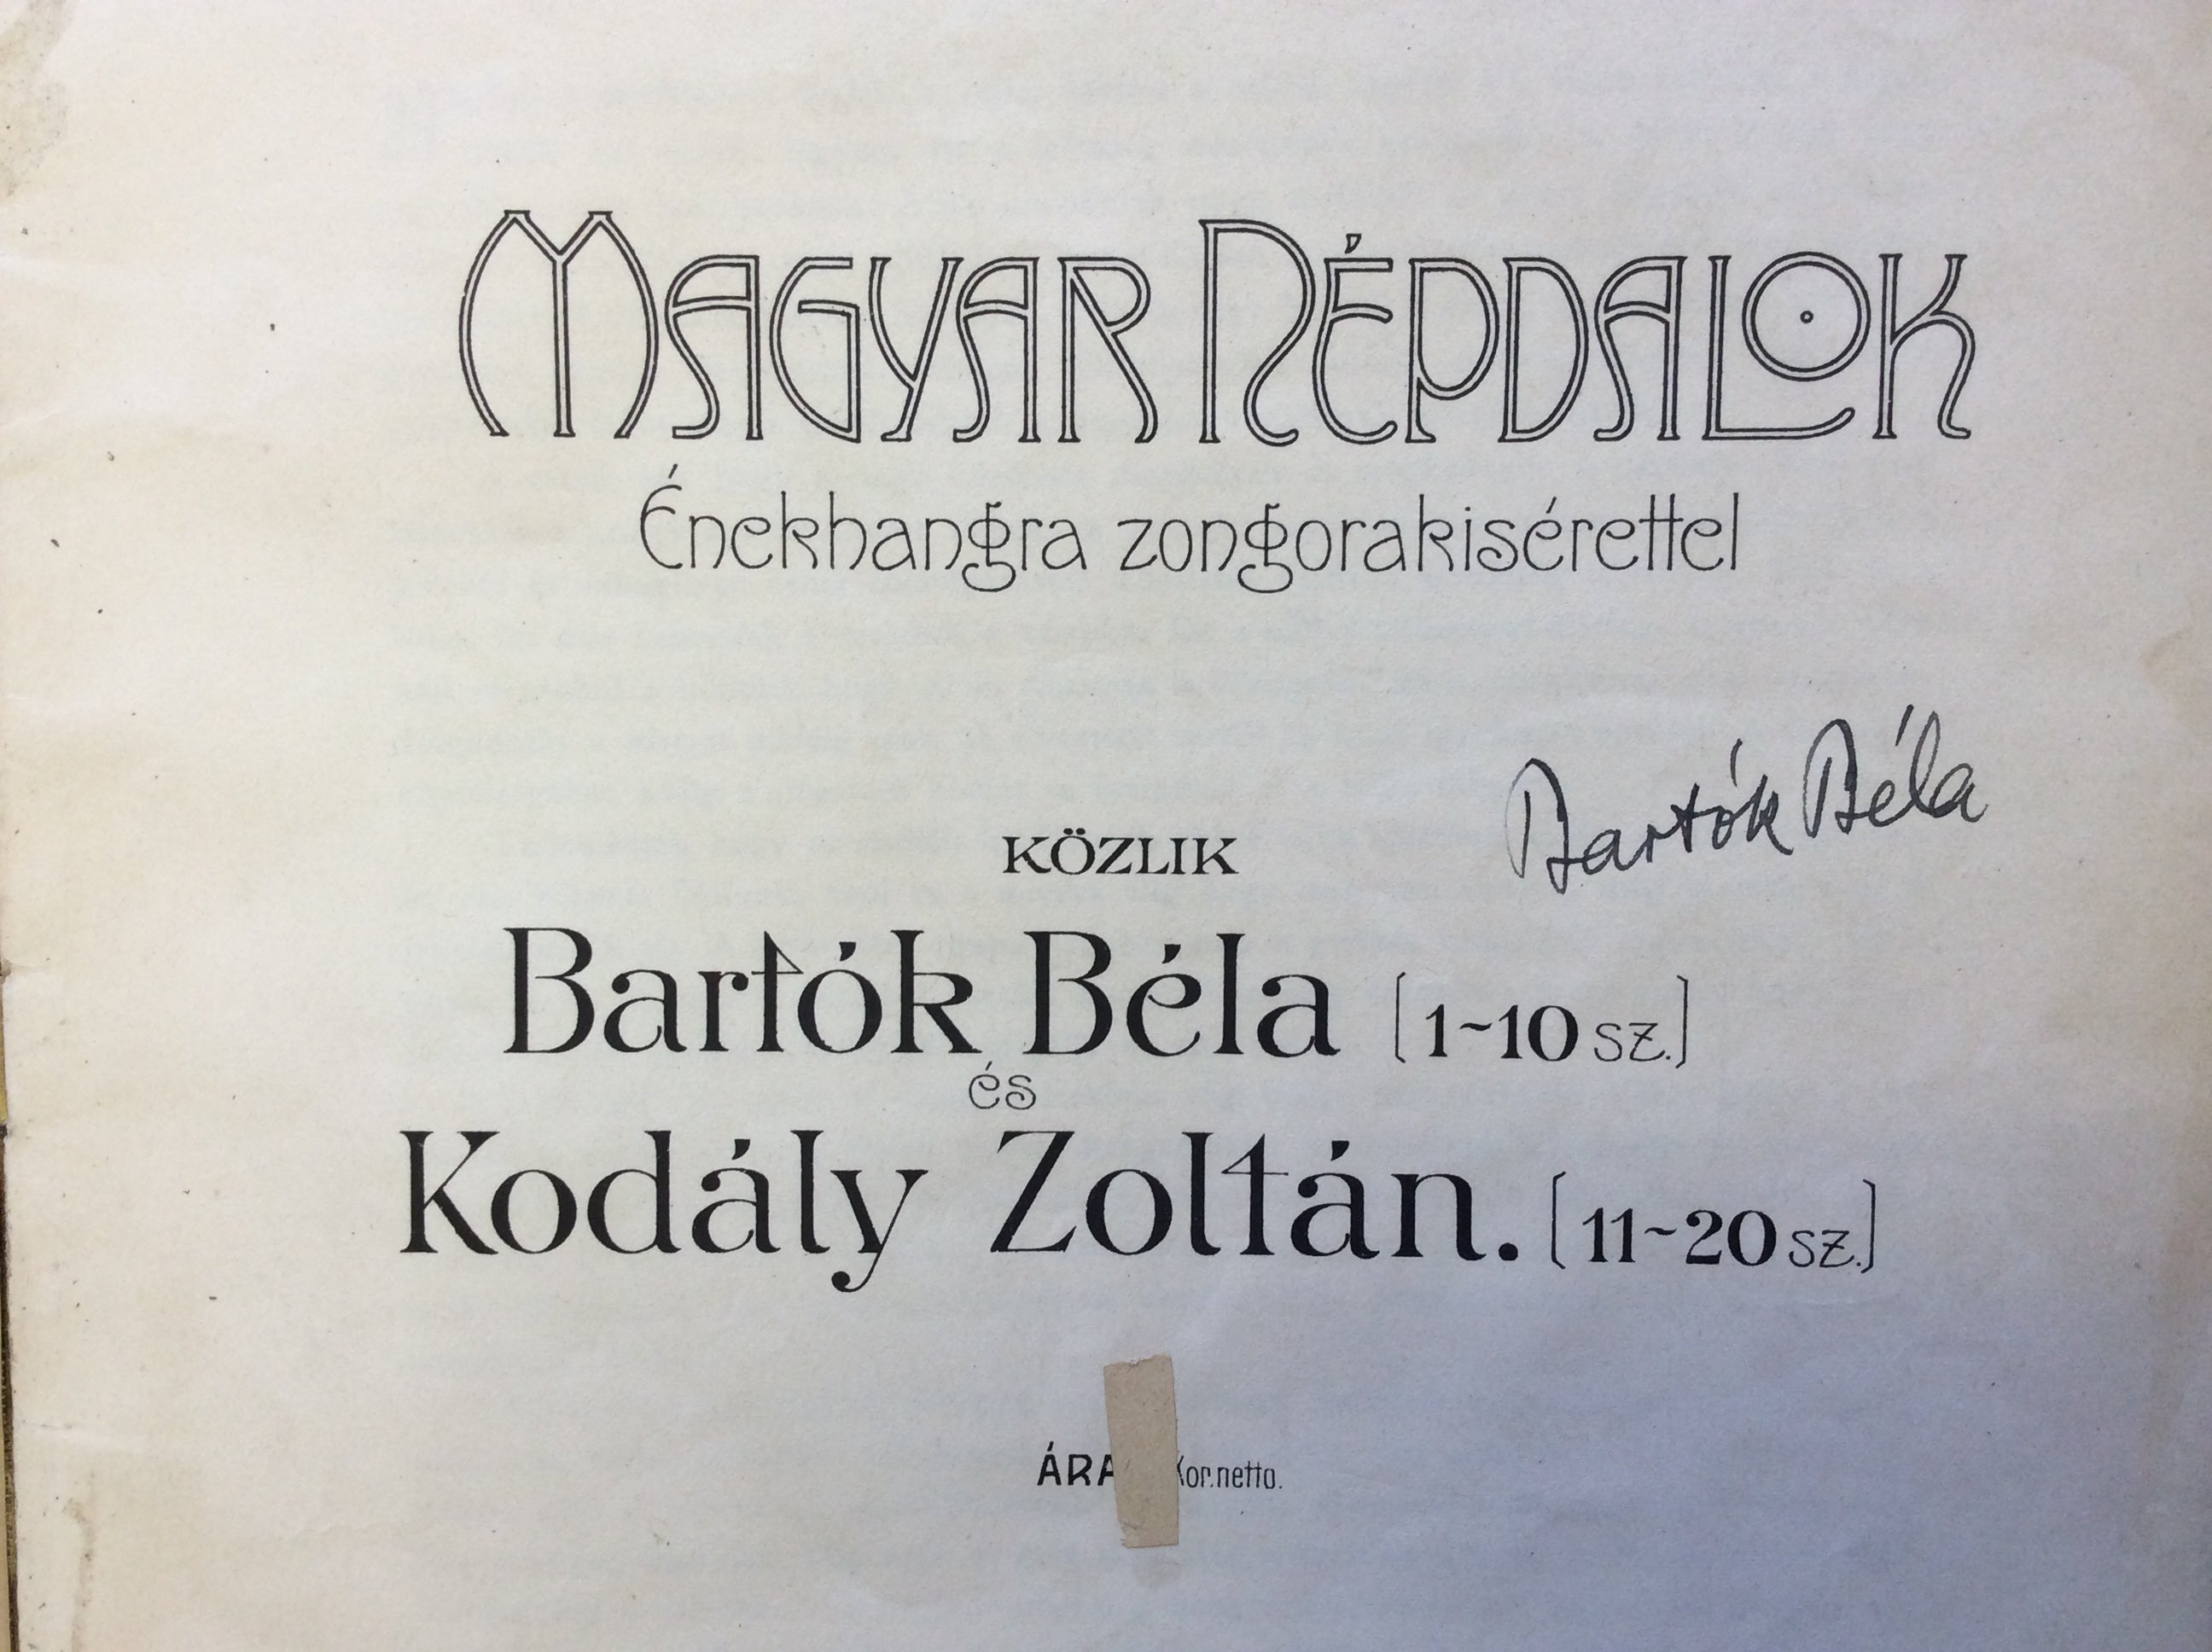 MAGYAR NÉPDALOK
Énekhangra zongorakisérettel
Bartók Béla
KÖZLIK
Bartók Béla [1~10 sz.]
és
Kodály Zoltán. [11~20 sz.]
ÁRA Kor.netto.